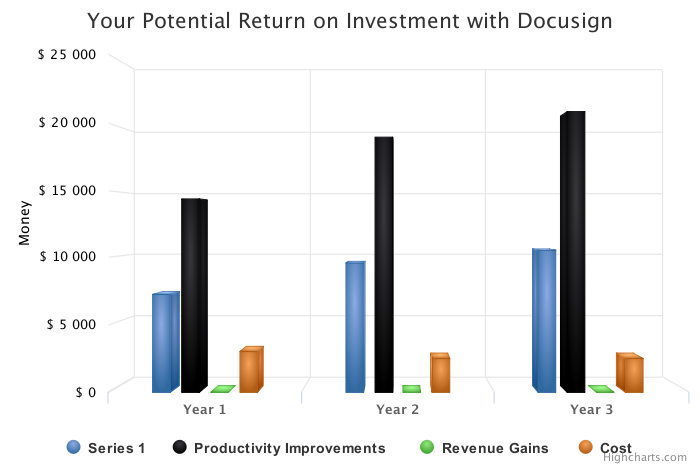 Your Potential Return on Investment with Docusign
$ 25 000
$ 20 000
$ 15 000
$ 10 000
$ 5 000
$ 0
Money
Year 1
Year 2
Year 3
Series 1
Productivity Improvements
Revenue Gains
Cost
Highcharts.com